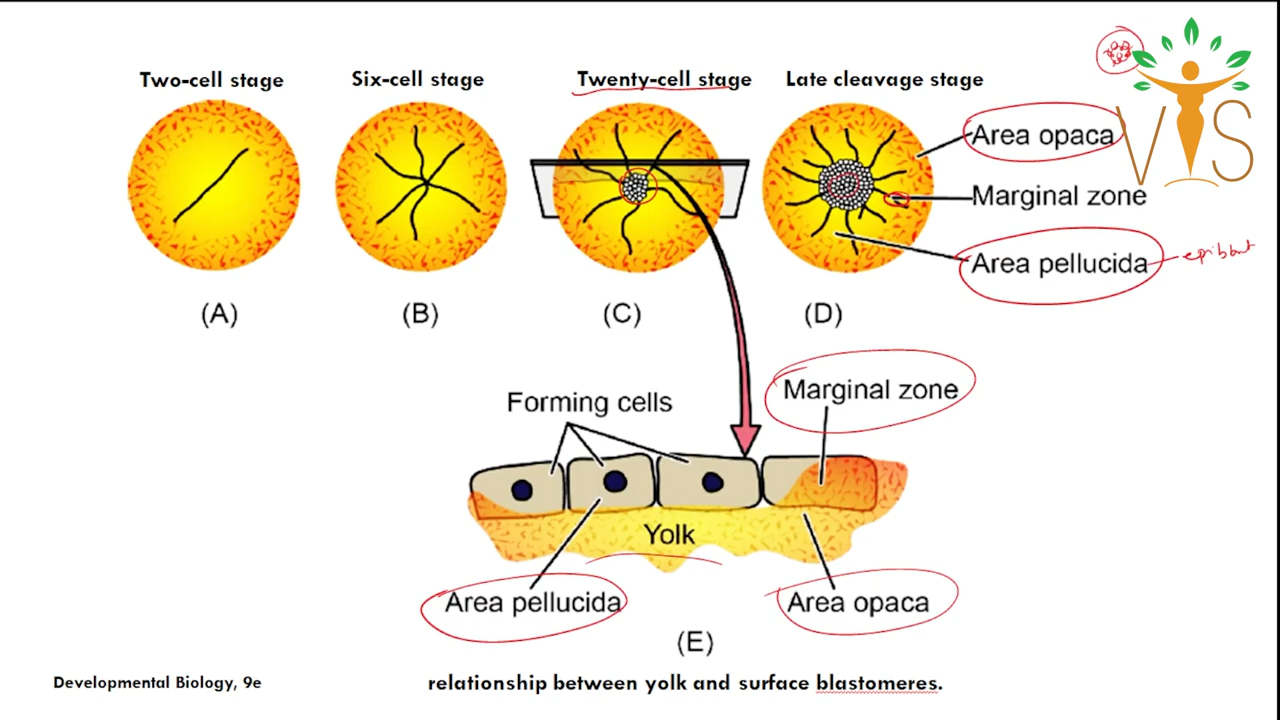 Two-cell stage
Six-cell stage
Twenty-cell stage
Late cleavage stage
VIS
Area opaca
Marginal zone
Area pellucida
(A)
(B)
(C)
(D)
Marginal zone
Forming cells
Yolk
Area pellucida
Area opaca
(E)
Developmental Biology, 9e
relationship between yolk and surface blastomeres.